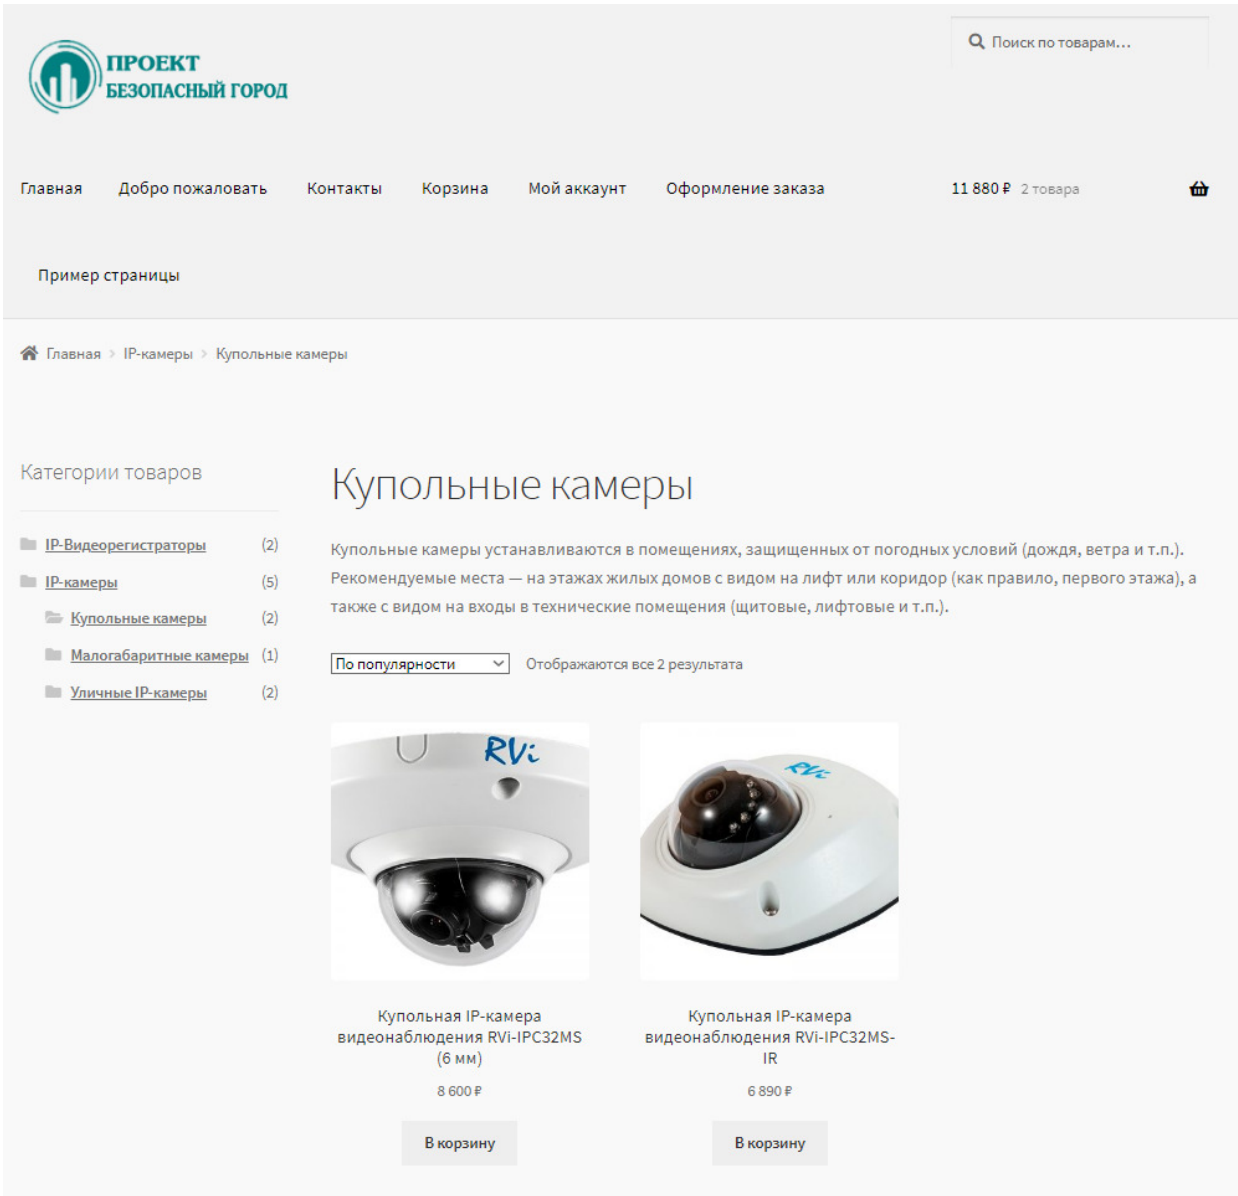 ПРОЕКТ
БЕЗОПАСНЫЙ ГОРОД
Поиск по товарам...
Главная Добро пожаловать Контакты Корзина Мой аккаунт Оформление заказа 11 880 ₽ 2 товара
Пример страницы
Главная > IP-камеры > Купольные камеры
Категории товаров
IP-Видеорегистраторы (2)
IP-камеры (5)
Купольные камеры (2)
Малогабаритные камеры (1)
Уличные IP-камеры (2)
Купольные камеры
Купольные камеры устанавливаются в помещениях, защищенных от погодных условий (дождя, ветра и т.п.).
Рекомендуемые места — на этажах жилых домов с видом на лифт или коридор (как правило, первого этажа), а
также с видом на входы в технические помещения (щитовые, лифтовые и т.п.).
По популярности Отображаются все 2 результата
RVi
RVi
Купольная IP-камера
видеонаблюдения RVi-IPC32MS
(6 мм)
8 600 ₽
В корзину
Купольная IP-камера
видеонаблюдения RVi-IPC32MS-
IR
6 890 ₽
В корзину